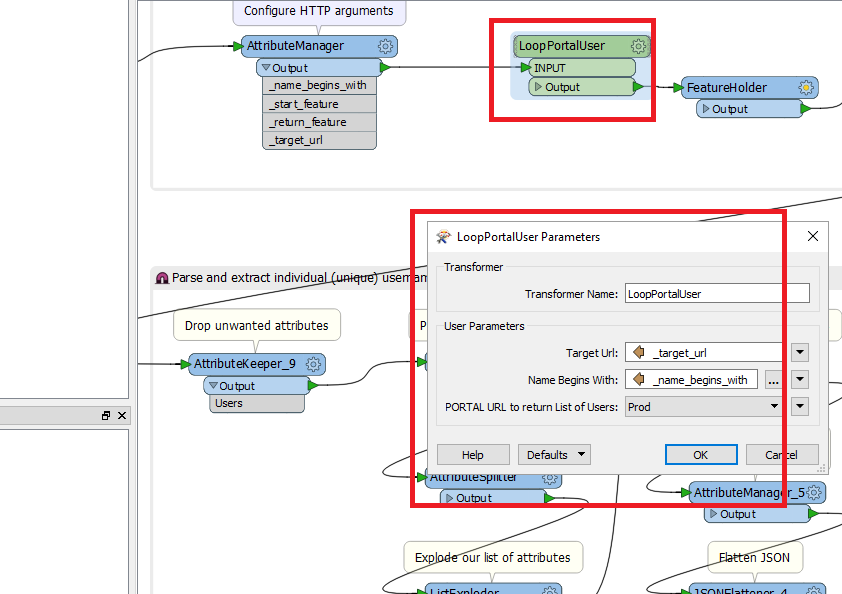 Configure HTTP arguments
AttributeManager
Output
_name_begins_with
_start_feature
_return_feature
_target_url
LoopPortalUser
INPUT
Output
FeatureHolder
Output
Parse and extract individual (unique) usernam
Drop unwanted attributes
AttributeKeeper_9
Output
Users
P
LoopPortalUser Parameters
Transformer
Transformer Name: LoopPortalUser
User Parameters
Target Url: _target_url
Name Begins With: _name_begins_with ...
PORTAL URL to return List of Users: Prod
Help Defaults OK Cancel
AttributeSplitter
Output
AttributeManager_5
Output
Explode our list of attributes
Flatten JSON
ListExploder
JSONFlattener_4